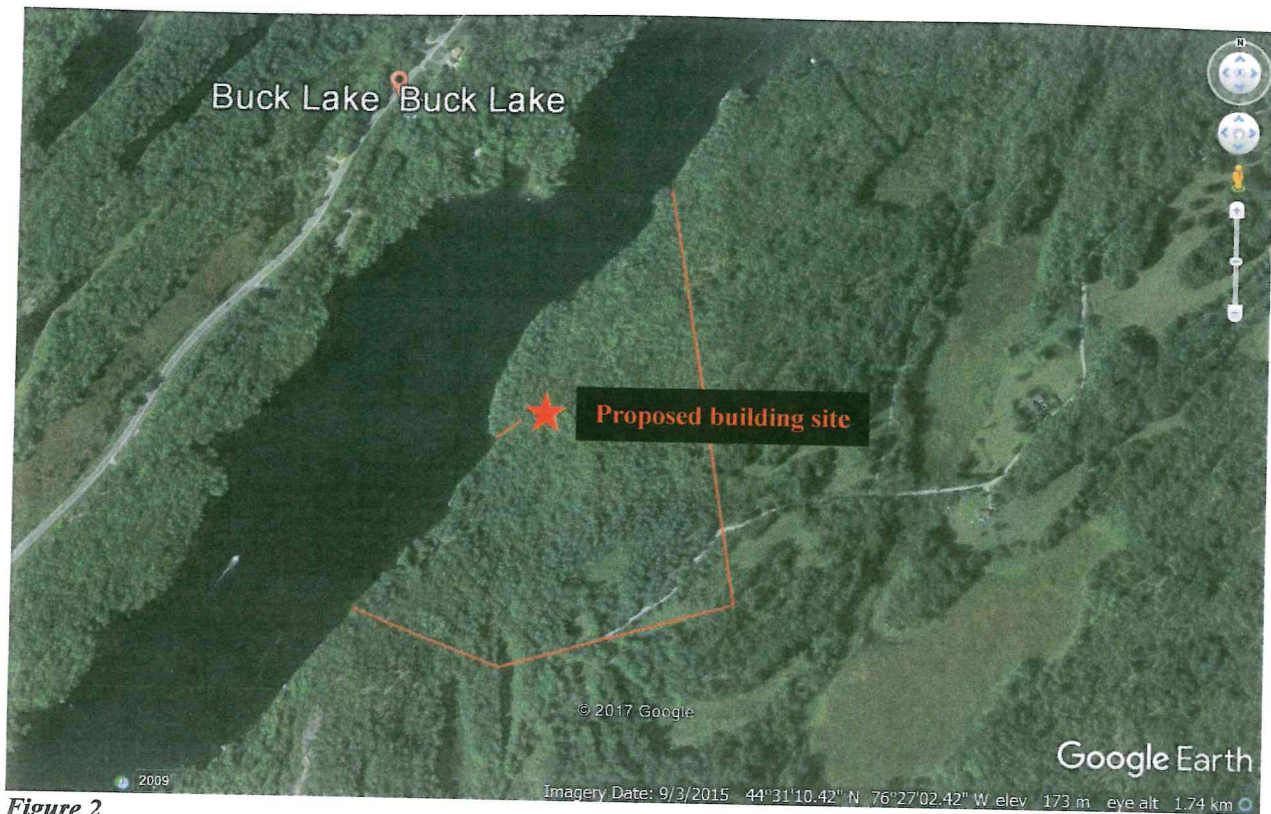 N
Buck Lake Buck Lake
Proposed building site
© 2017 Google
Google Earth
2009
Imagery Date: 9/3/2015 44°31'10.42" N 76°27'02.42" W elev 173 m eye alt 1.74 km
Figure 2